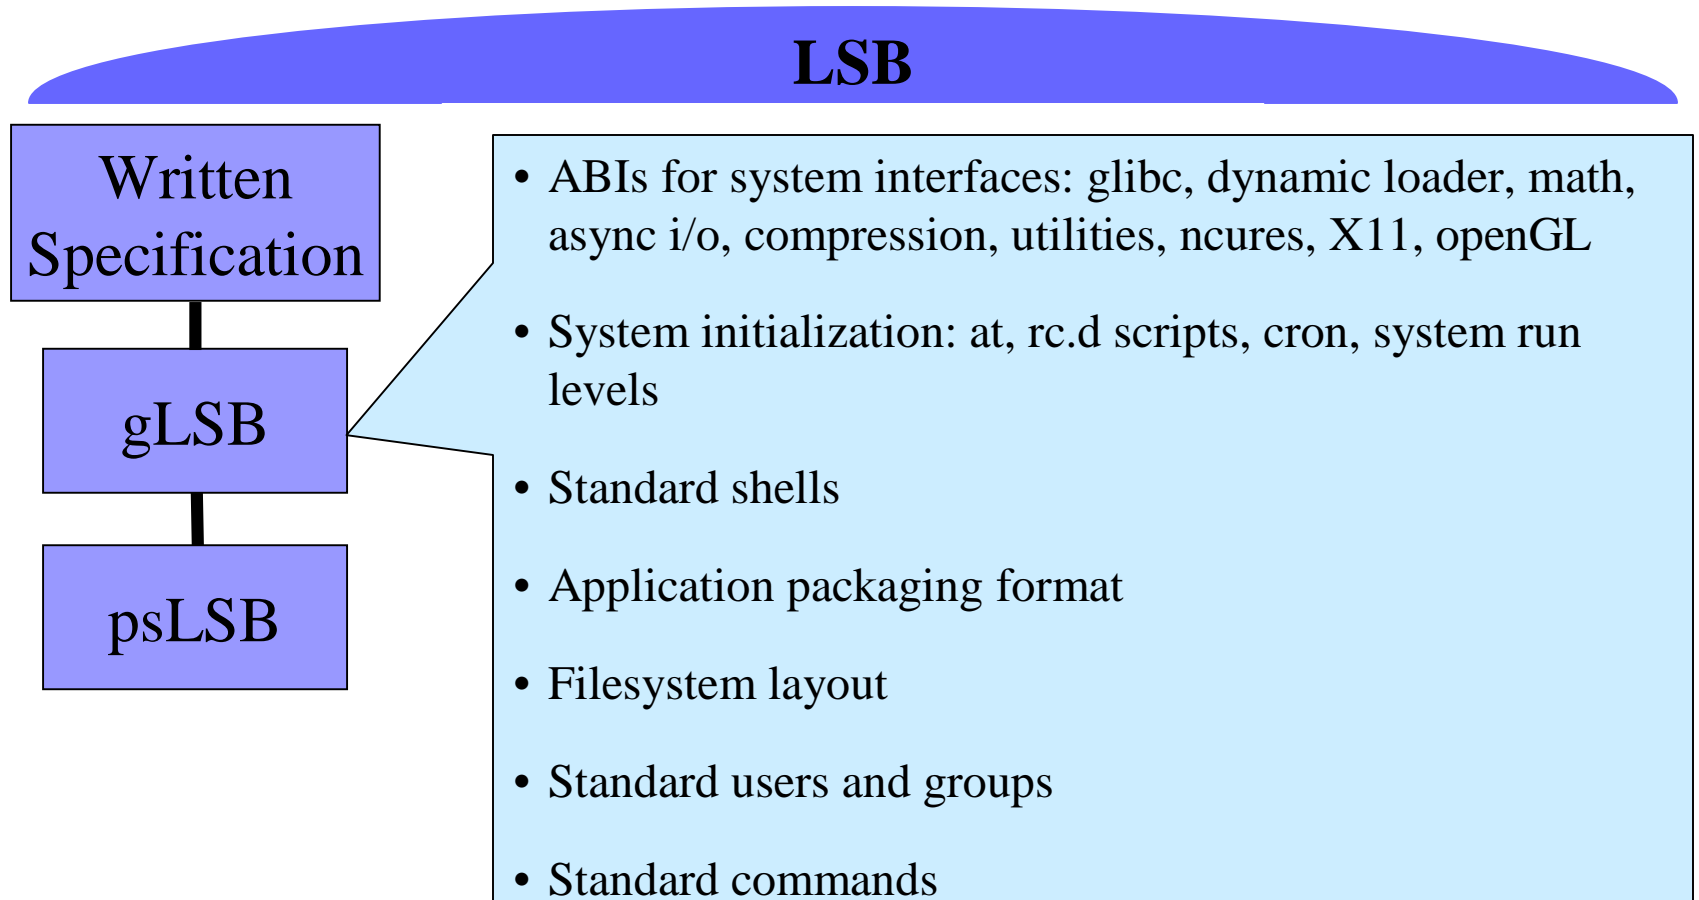 LSB
Written
Specification
gLSB
psLSB
• ABIs for system interfaces: glibc, dynamic loader, math,
async i/o, compression, utilities, ncures, X11, openGL
• System initialization: at, rc.d scripts, cron, system run
levels
• Standard shells
• Application packaging format
• Filesystem layout
• Standard users and groups
• Standard commands